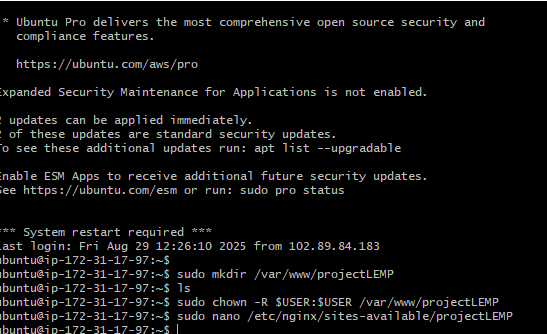 * Ubuntu Pro delivers the most comprehensive open source security and
compliance features.
https://ubuntu.com/aws/pro
Expanded Security Maintenance for Applications is not enabled.
2 updates can be applied immediately.
2 of these updates are standard security updates.
To see these additional updates run: apt list --upgradable
Enable ESM Apps to receive additional future security updates.
See https://ubuntu.com/esm or run: sudo pro status
*** System restart required ***
Last login: Fri Aug 29 12:26:10 2025 from 102.89.84.183
ubuntu@ip-172-31-17-97:~$
ubuntu@ip-172-31-17-97:~$ sudo mkdir /var/www/projectLEMP
ubuntu@ip-172-31-17-97:~$ ls
ubuntu@ip-172-31-17-97:~$ sudo chown -R $USER:$USER /var/www/projectLEMP
ubuntu@ip-172-31-17-97:~$ sudo nano /etc/nginx/sites-available/projectLEMP
ubuntu@ip-172-31-17-97:~$